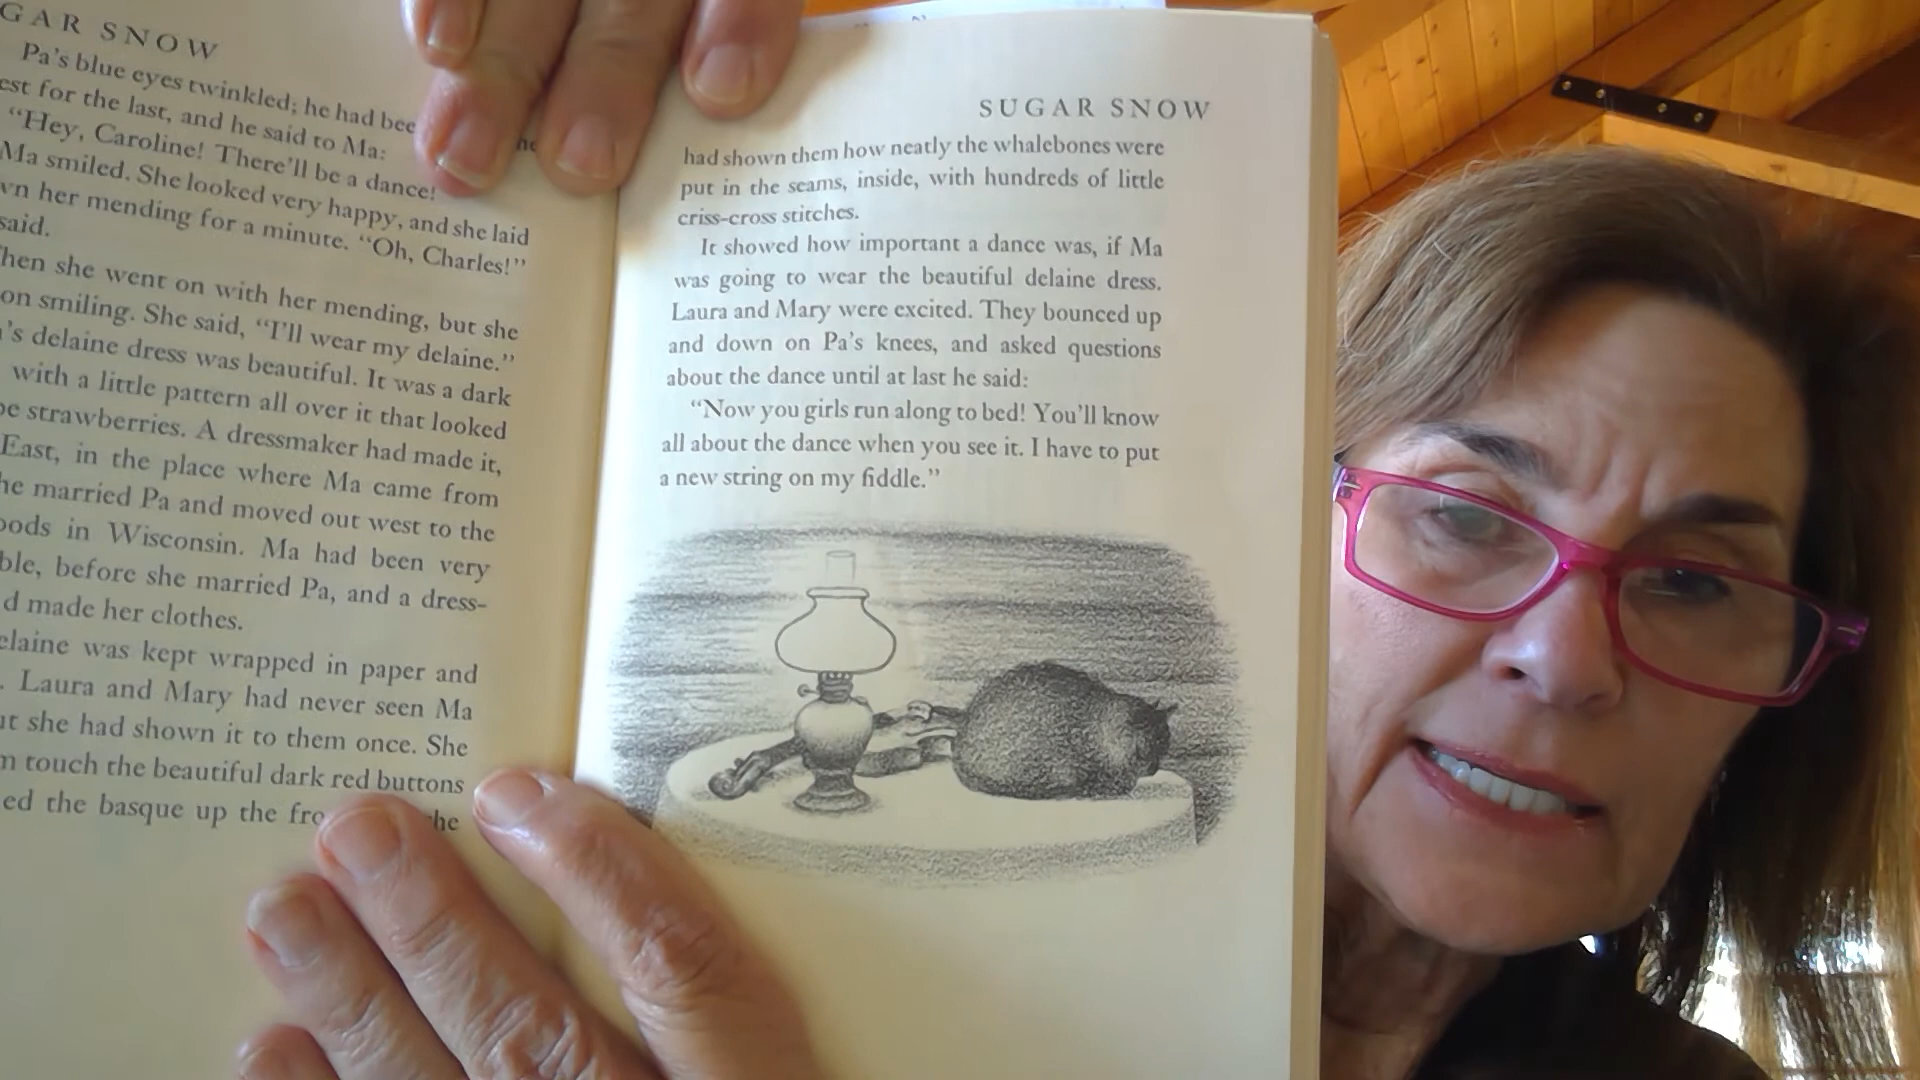 GAR SNOW
Pa's blue eyes twinkled; he had bee
est for the last, and he said to Ma:
"Hey, Caroline! There'll be a dance!"
Ma smiled. She looked very happy, and she laid
wn her mending for a minute. "Oh, Charles!"
said.
hen she went on with her mending, but she
on smiling. She said, "I'll wear my delaine."
's delaine dress was beautiful. It was a dark
with a little pattern all over it that looked
pe strawberries. A dressmaker had made it,
East, in the place where Ma came from
he married Pa and moved out west to the
oods in Wisconsin. Ma had been very
ble, before she married Pa, and a dress-
d made her clothes.
elaine was kept wrapped in paper and
. Laura and Mary had never seen Ma
ut she had shown it to them once. She
m touch the beautiful dark red buttons
ed the basque up the fro he
SUGAR SNOW
had shown them how neatly the whalebones were
put in the seams, inside, with hundreds of little
criss-cross stitches.
It showed how important a dance was, if Ma
was going to wear the beautiful delaine dress.
Laura and Mary were excited. They bounced up
and down on Pa's knees, and asked questions
about the dance until at last he said:
"Now you girls run along to bed! You'll know
all about the dance when you see it. I have to put
a new string on my fiddle."